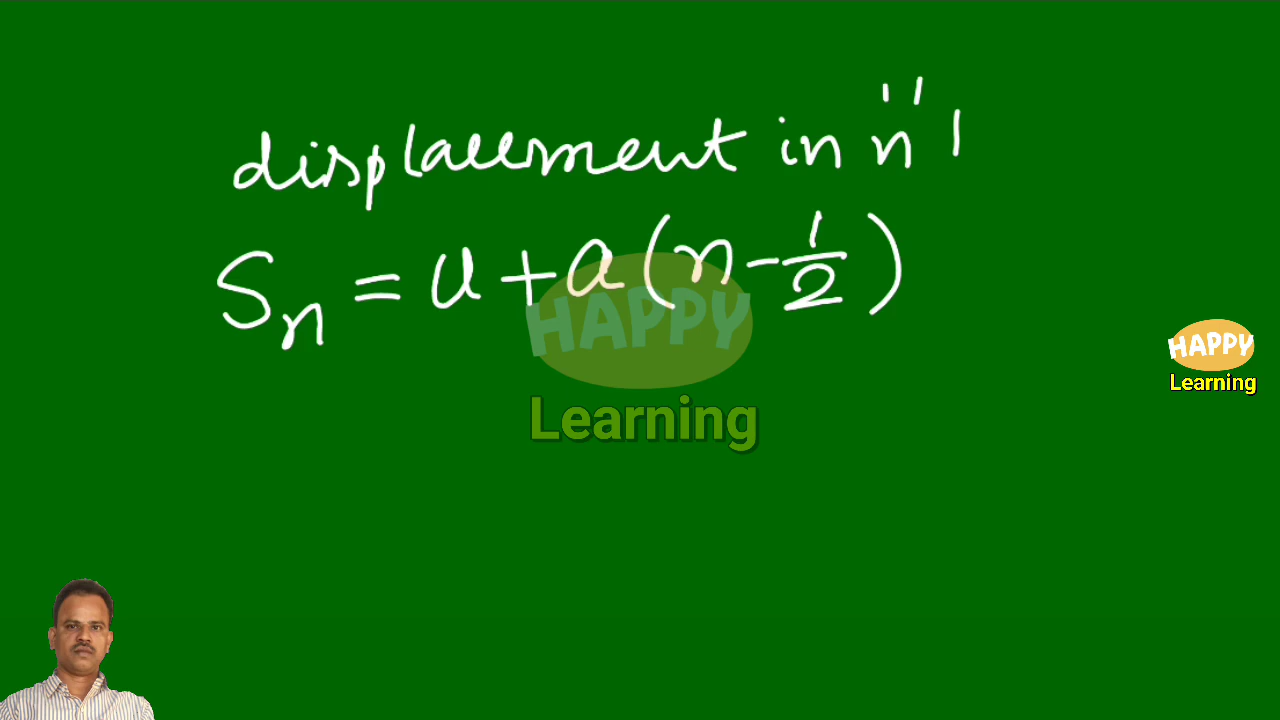 displacement in n
Sₙ = u + a (n - 1/2)
HAPPY
Learning
HAPPY
Learning